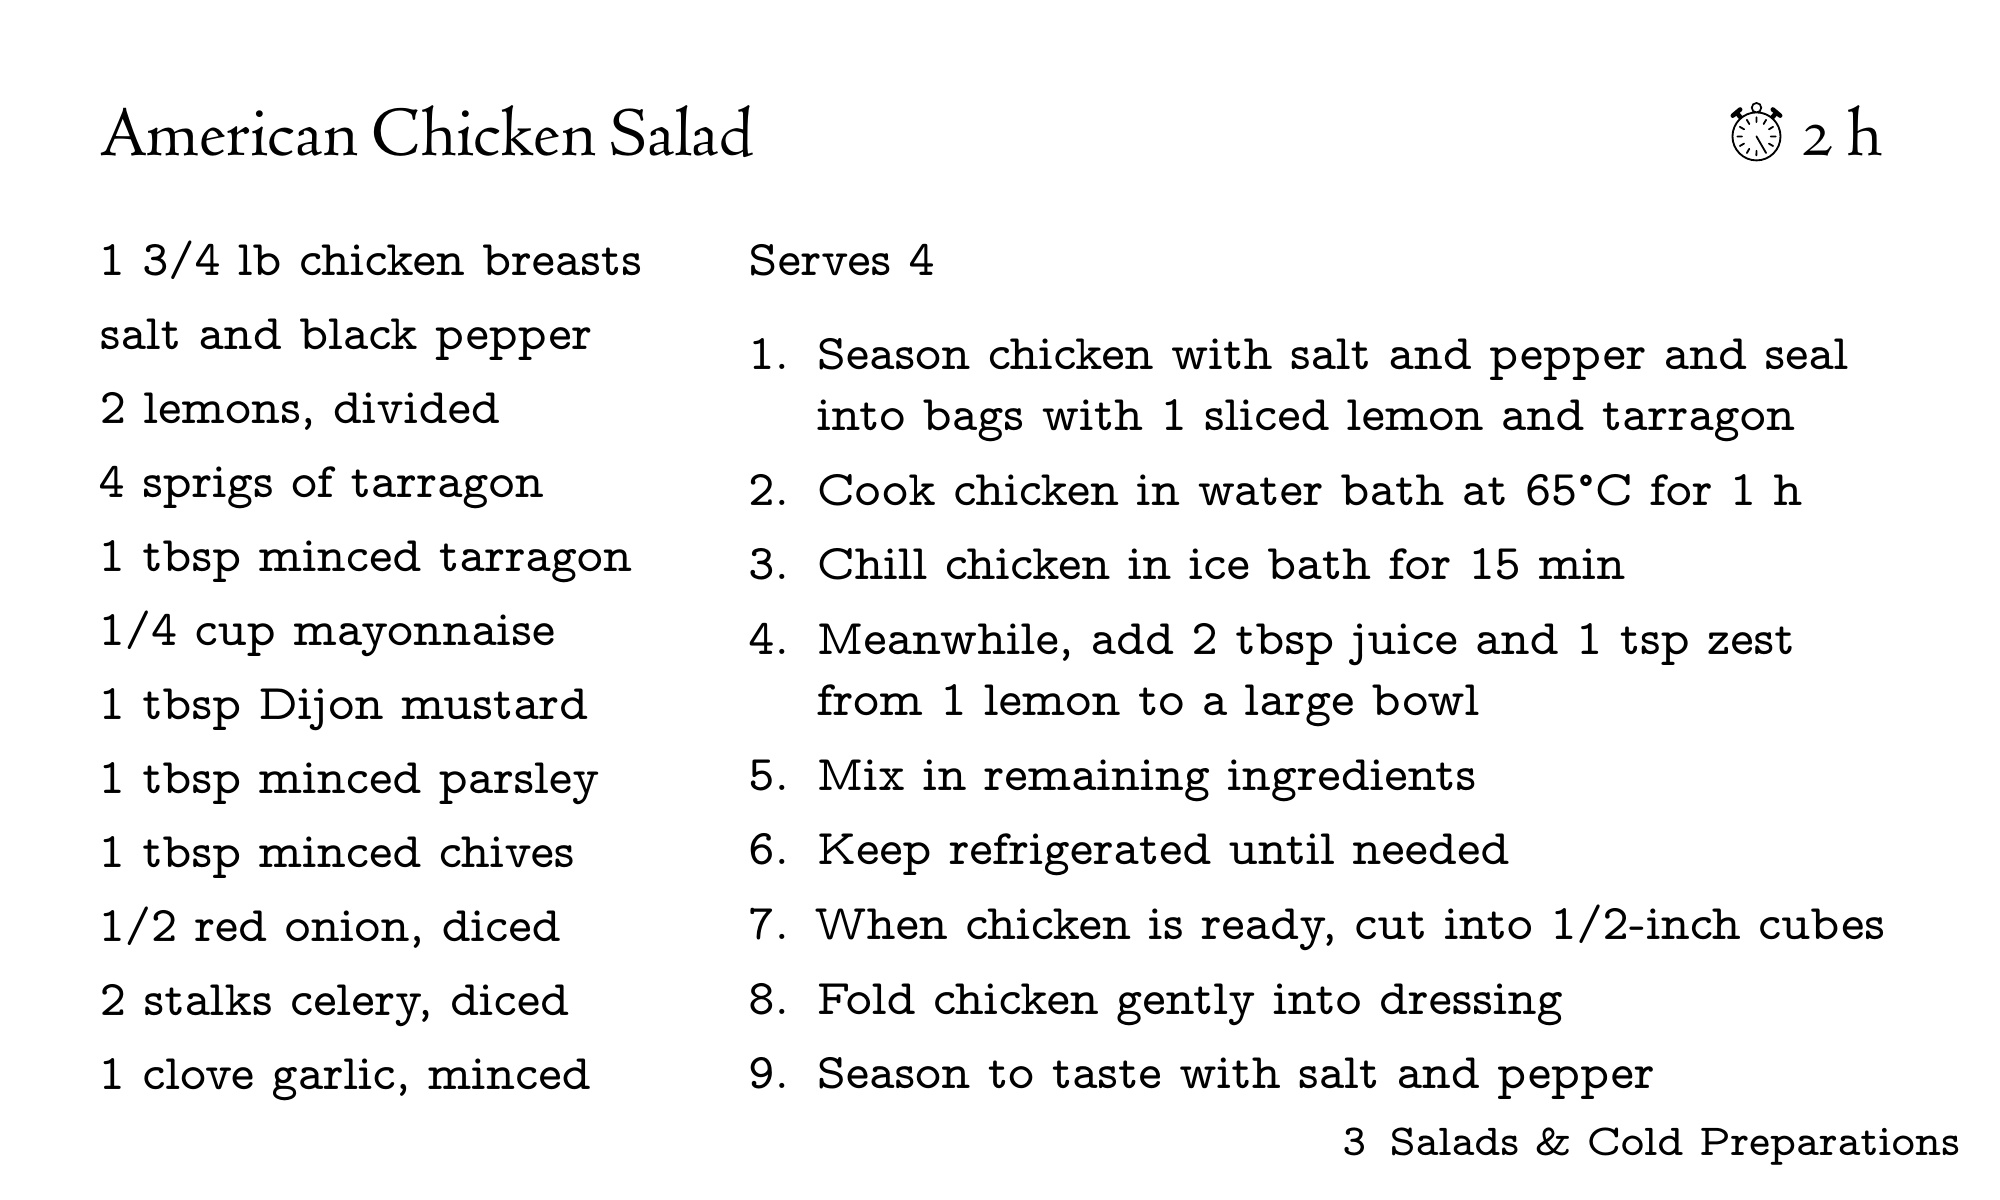 American Chicken Salad
2 h
1 3/4 lb chicken breasts
salt and black pepper
2 lemons, divided
4 sprigs of tarragon
1 tbsp minced tarragon
1/4 cup mayonnaise
1 tbsp Dijon mustard
1 tbsp minced parsley
1 tbsp minced chives
1/2 red onion, diced
2 stalks celery, diced
1 clove garlic, minced
Serves 4
1. Season chicken with salt and pepper and seal
into bags with 1 sliced lemon and tarragon
2. Cook chicken in water bath at 65°C for 1 h
3. Chill chicken in ice bath for 15 min
4. Meanwhile, add 2 tbsp juice and 1 tsp zest
from 1 lemon to a large bowl
5. Mix in remaining ingredients
6. Keep refrigerated until needed
7. When chicken is ready, cut into 1/2-inch cubes
8. Fold chicken gently into dressing
9. Season to taste with salt and pepper
3 Salads & Cold Preparations